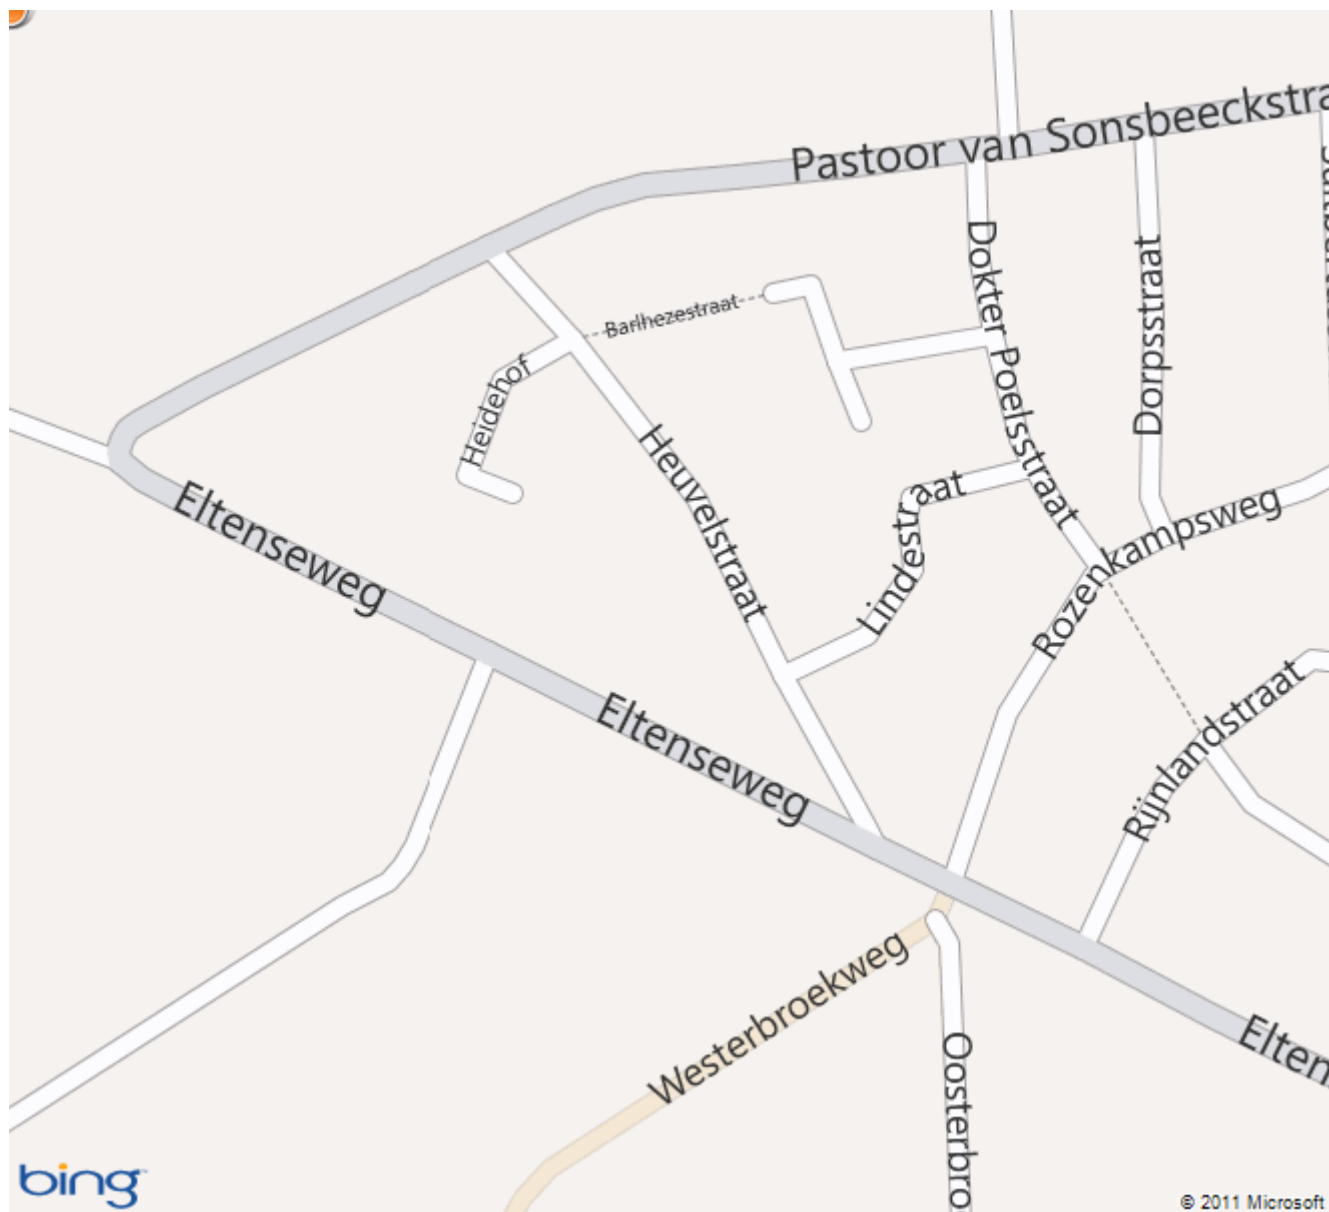 Pastoor van Sonsbeeckstra
Dokter Poelsstraat
Dorpsstraat
Barlhezestraat
Heidehof
Heuvelstraat
Lindestraat
Eltenseweg
Rozenkampsweg
Rijnlandstraat
Eltenseweg
Westerbroekweg
Oosterbro
Elten
bing
© 2011 Microsoft